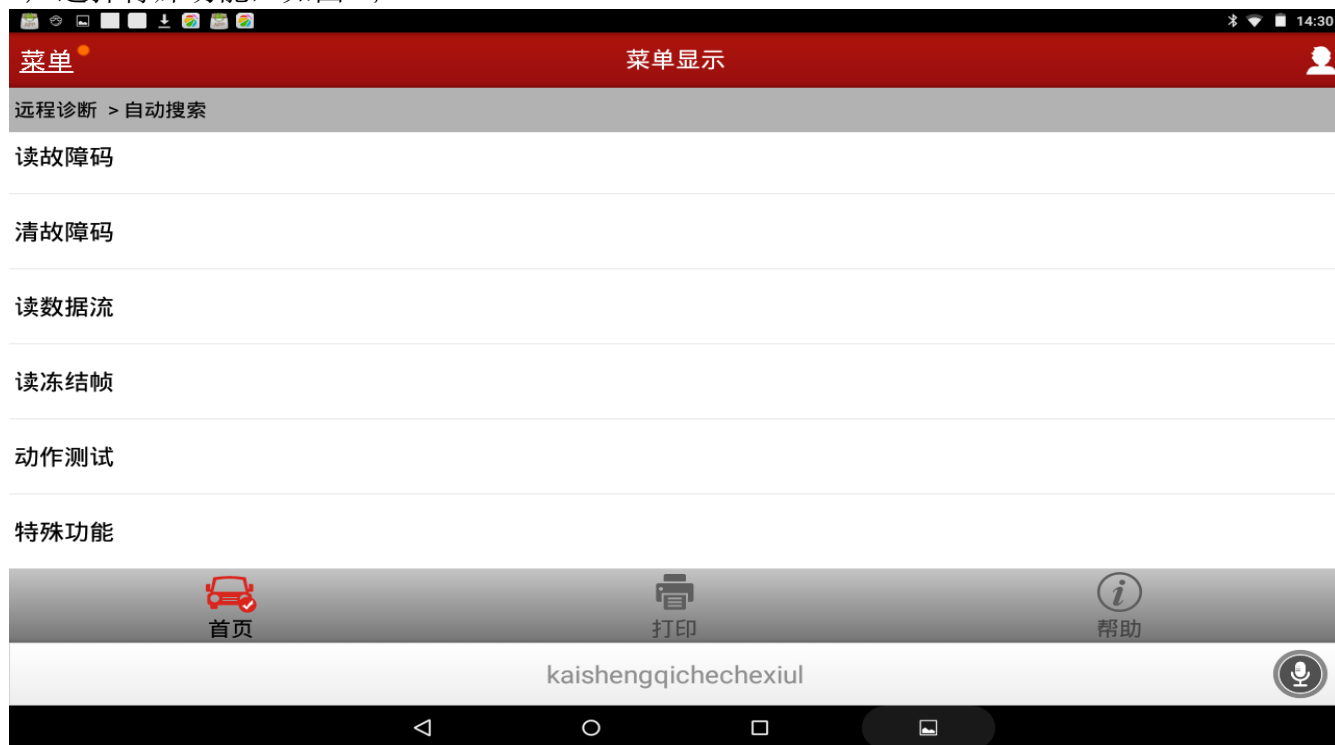 14:30
菜单
菜单显示
远程诊断 >自动搜索
读故障码
清故障码
读数据流
读冻结帧
动作测试
特殊功能
首页
打印
帮助
kaishengqichechexiul